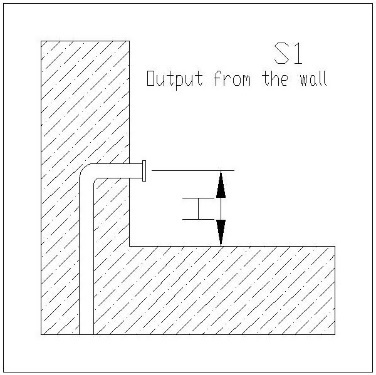 S1
Output from the wall
H